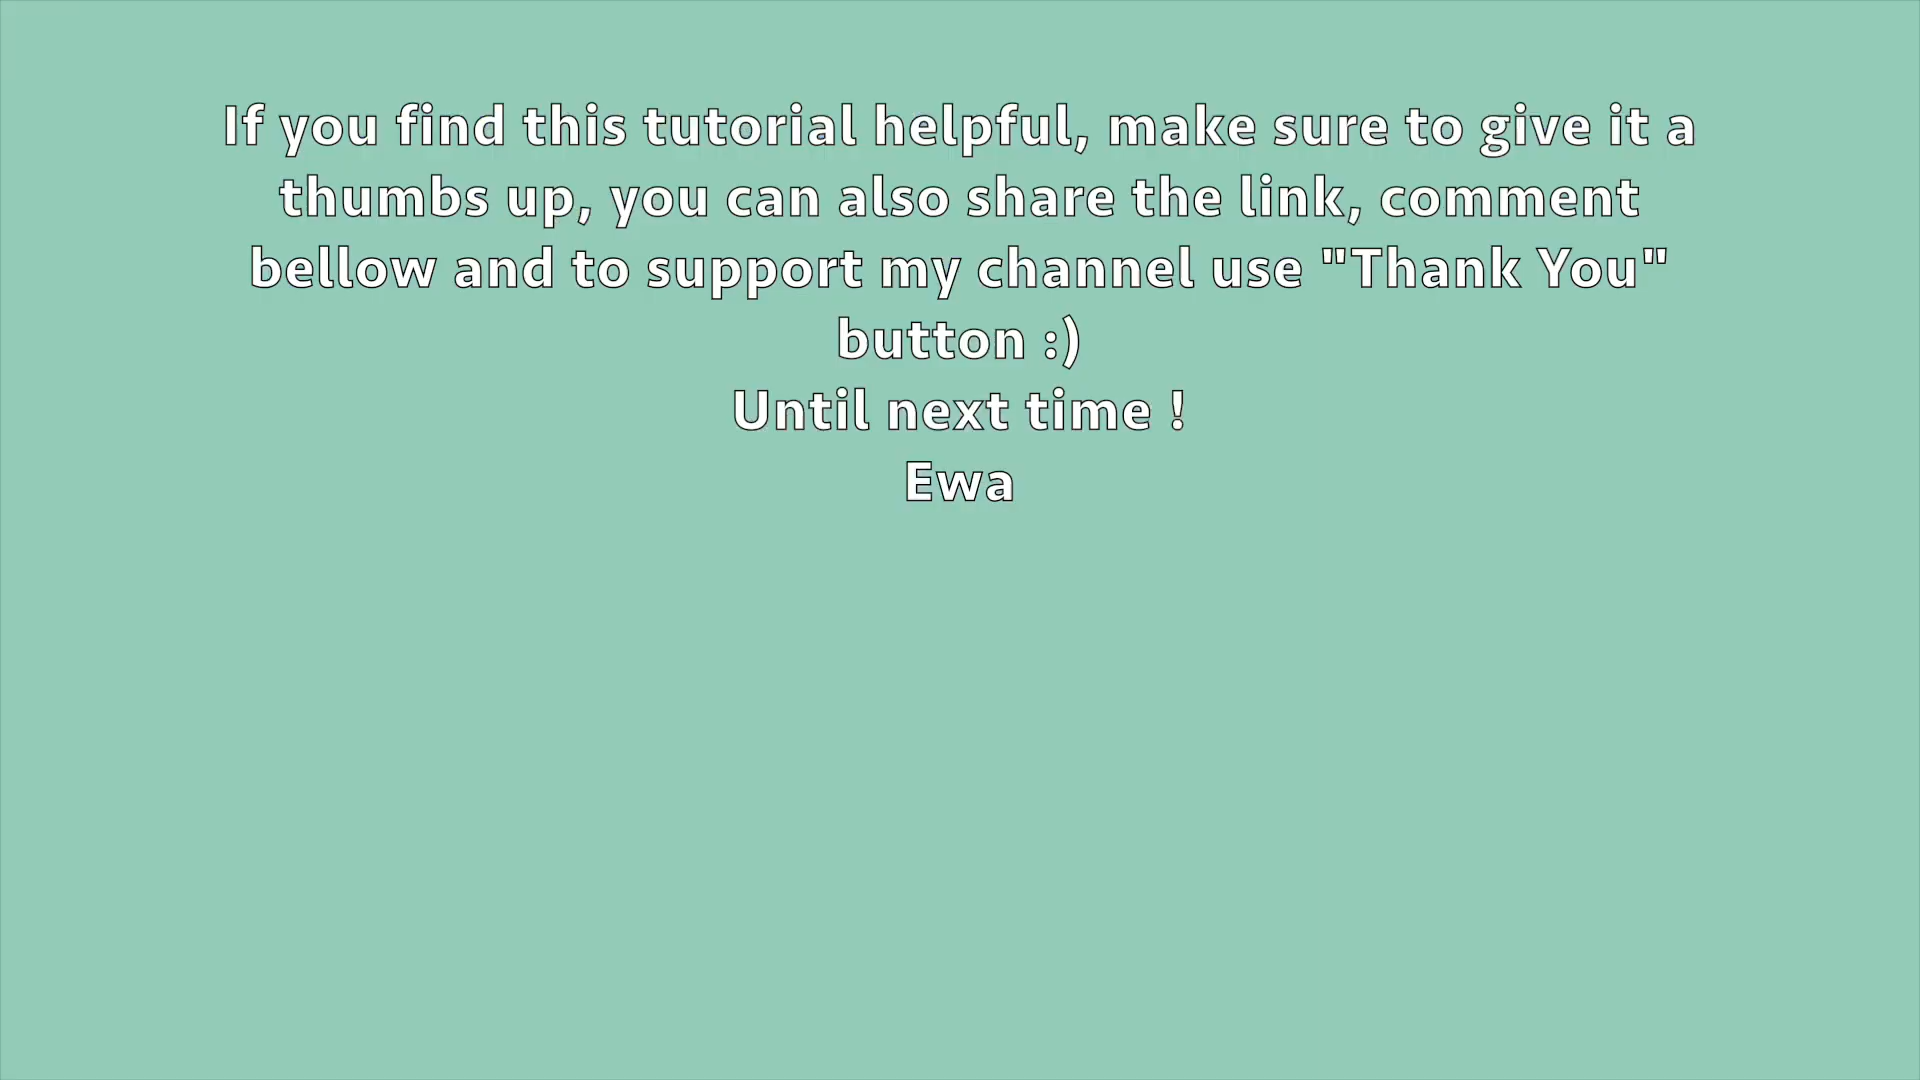 If you find this tutorial helpful, make sure to give it a
thumbs up, you can also share the link, comment
bellow and to support my channel use "Thank You"
button :)
Until next time !
Ewa